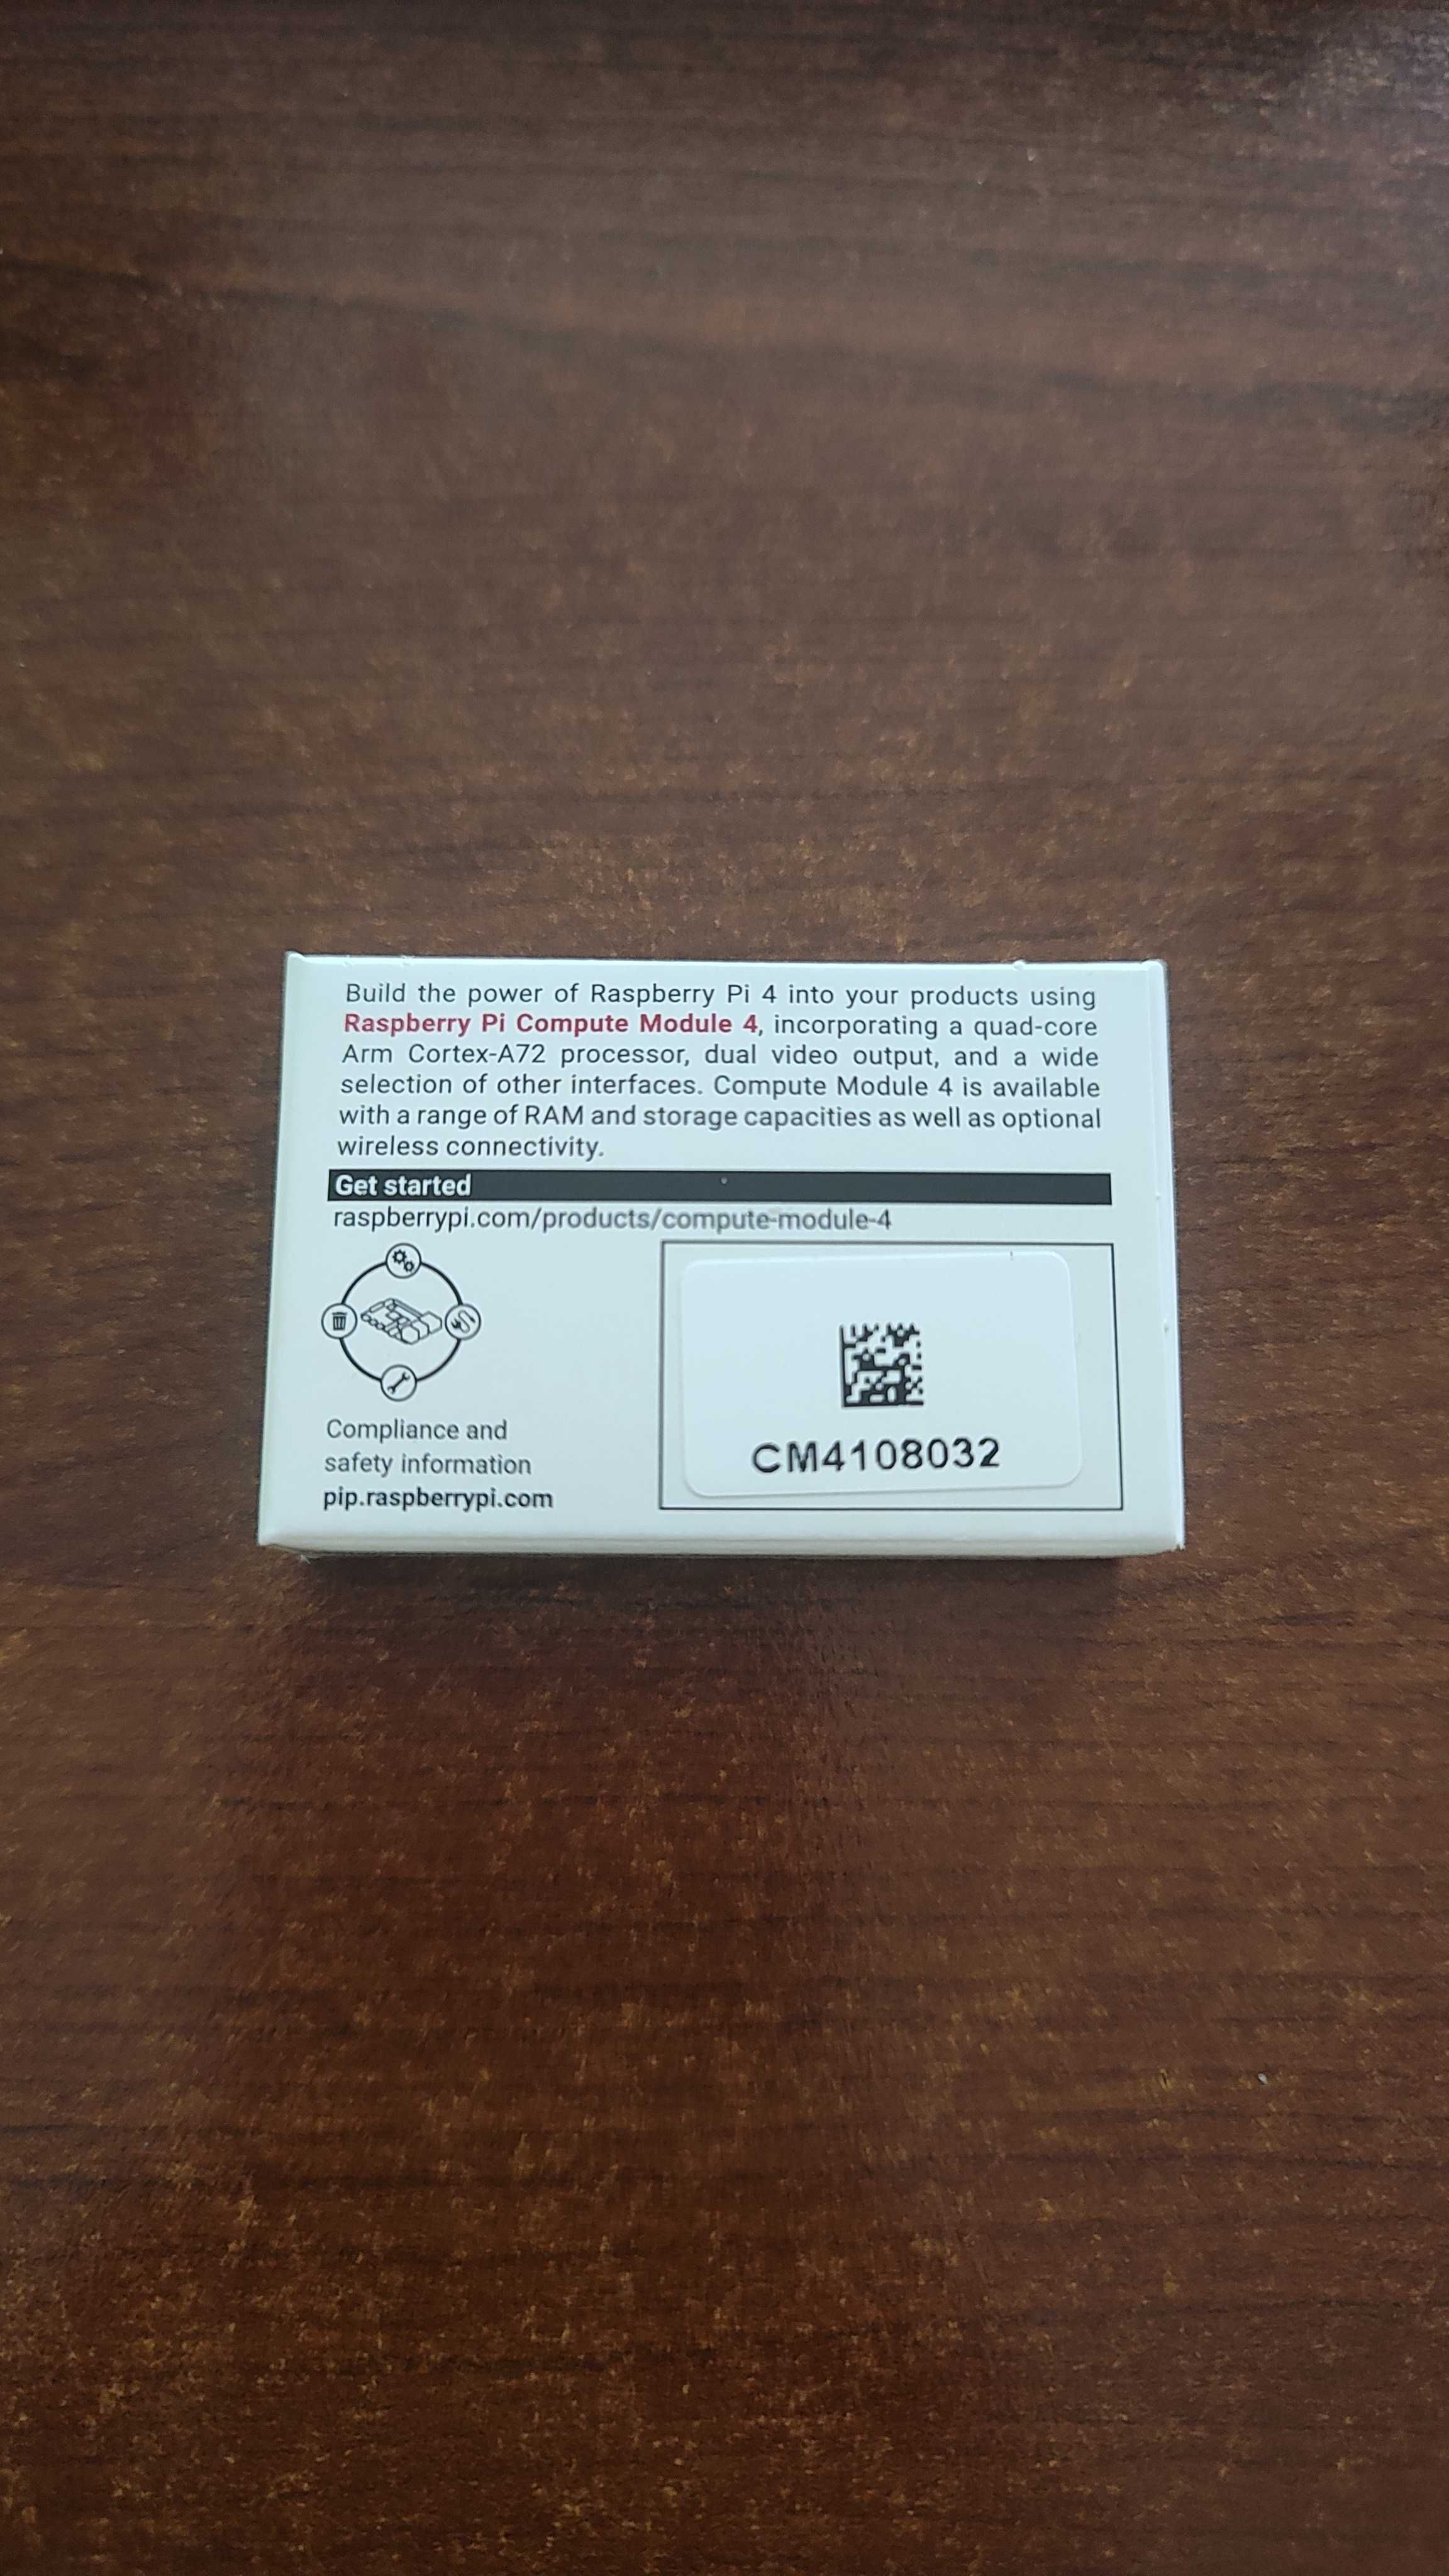 Build the power of Raspberry Pi 4 into your products using
Raspberry Pi Compute Module 4, incorporating a quad-core
Arm Cortex-A72 processor, dual video output, and a wide
selection of other interfaces. Compute Module 4 is available
with a range of RAM and storage capacities as well as optional
wireless connectivity.
Get started
raspberrypi.com/products/compute-module-4
Compliance and
safety information
pip.raspberrypi.com
CM4108032